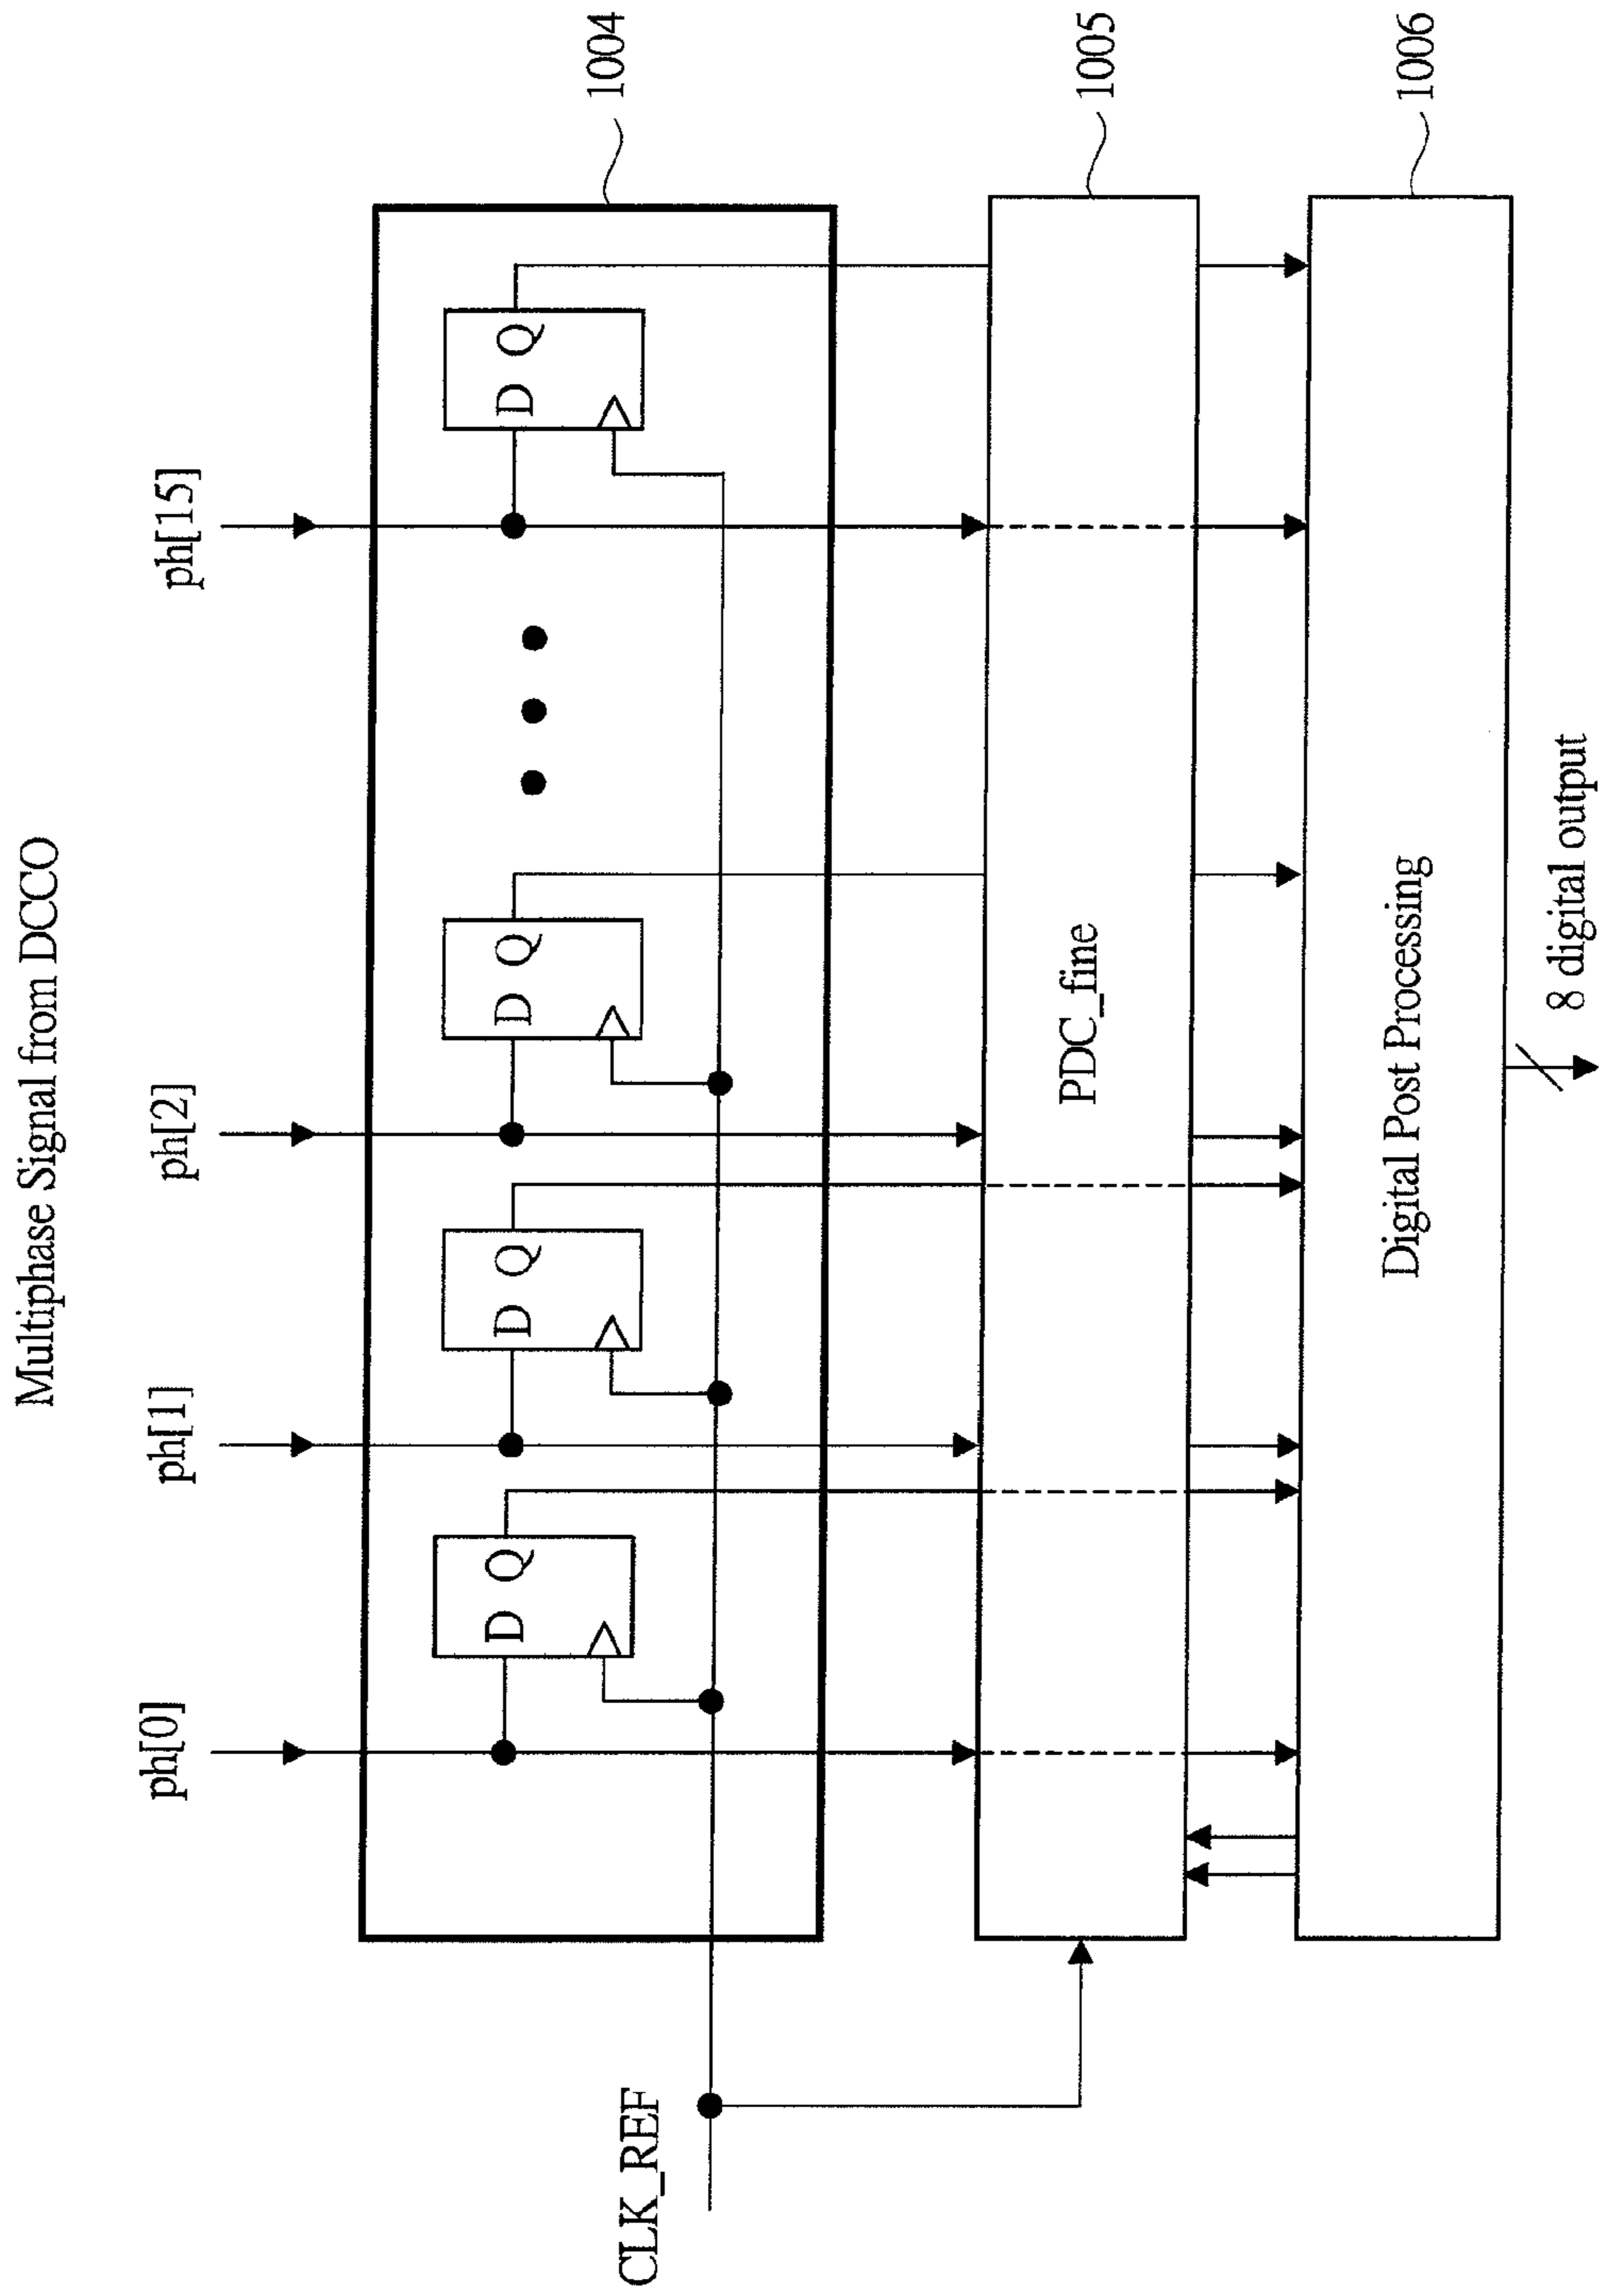 Multiphase Signal from DCCO
ph[0]
ph[1]
ph[2]
ph[15]
D Q
D Q
D Q
D Q
1004
CLK_REF
PDC_fine
1005
Digital Post Processing
1006
8 digital output